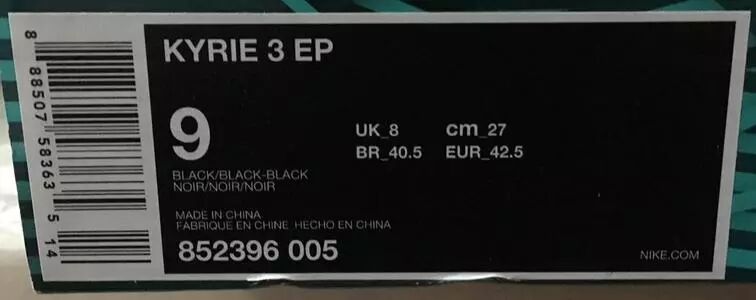 8 88507 58363 5 14
KYRIE 3 EP
9
UK_8 cm_27
BR_40.5 EUR_42.5
BLACK/BLACK-BLACK
NOIR/NOIR/NOIR
MADE IN CHINA
FABRIQUE EN CHINE HECHO EN CHINA
852396 005
NIKE.COM